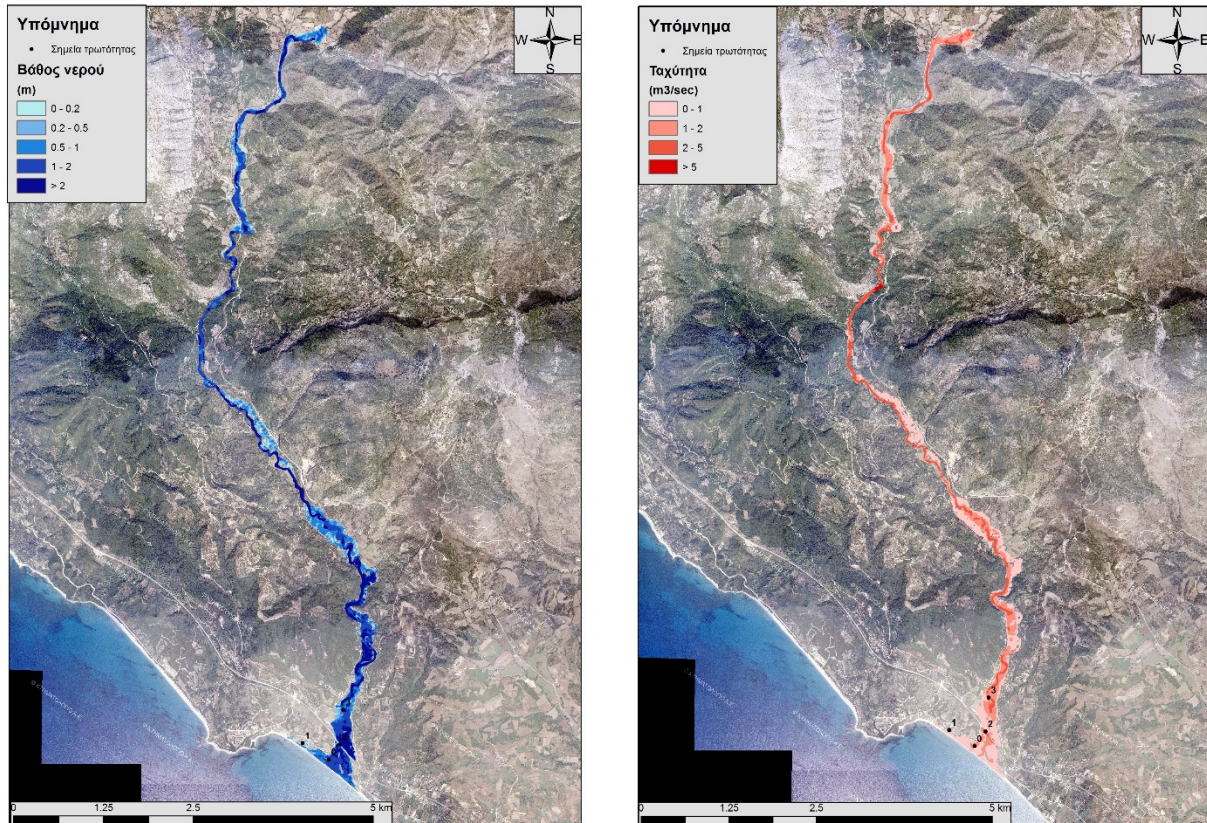 Υπόμνημα
• Σημεία τρωτότητας
Βάθος νερού
(m)
0 - 0.2
0.2 - 0.5
0.5 - 1
1 - 2
> 2
N
W E
S
1
0 1.25 2.5 5 km
Υπόμνημα
• Σημεία τρωτότητας
Ταχύτητα
(m3/sec)
0 - 1
1 - 2
2 - 5
> 5
N
W E
S
3
2
1
0
0 1.25 2.5 5 km